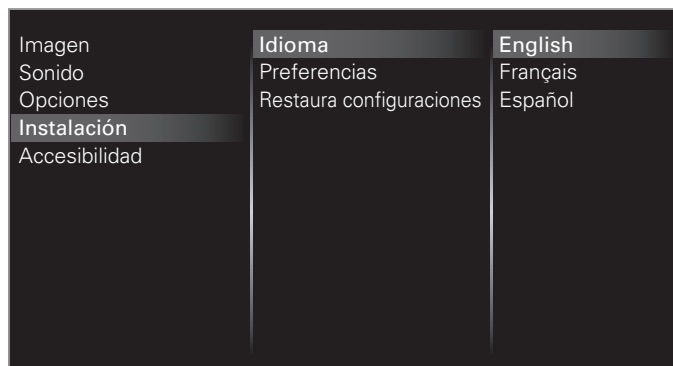 Imagen
Sonido
Opciones
Instalación
Accesibilidad
Idioma
Preferencias
Restaura configuraciones
English
Français
Español